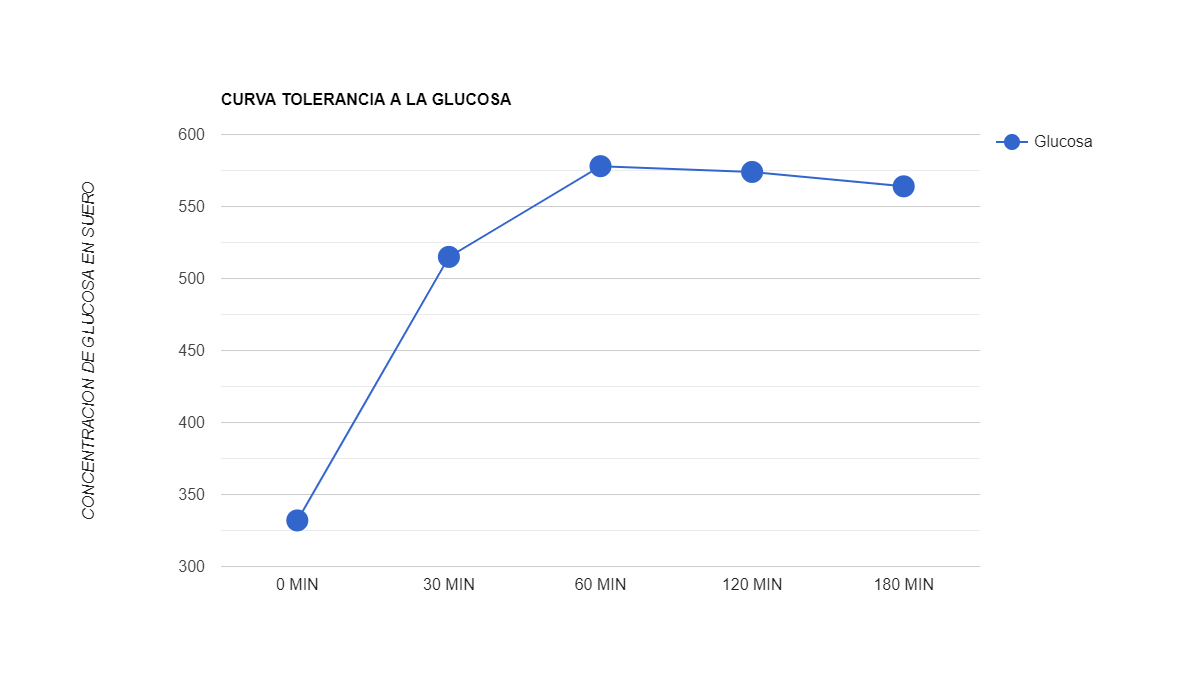 CURVA TOLERANCIA A LA GLUCOSA
600
550
500
450
400
350
300
CONCENTRACION DE GLUCOSA EN SUERO
0 MIN
30 MIN
60 MIN
120 MIN
180 MIN
Glucosa